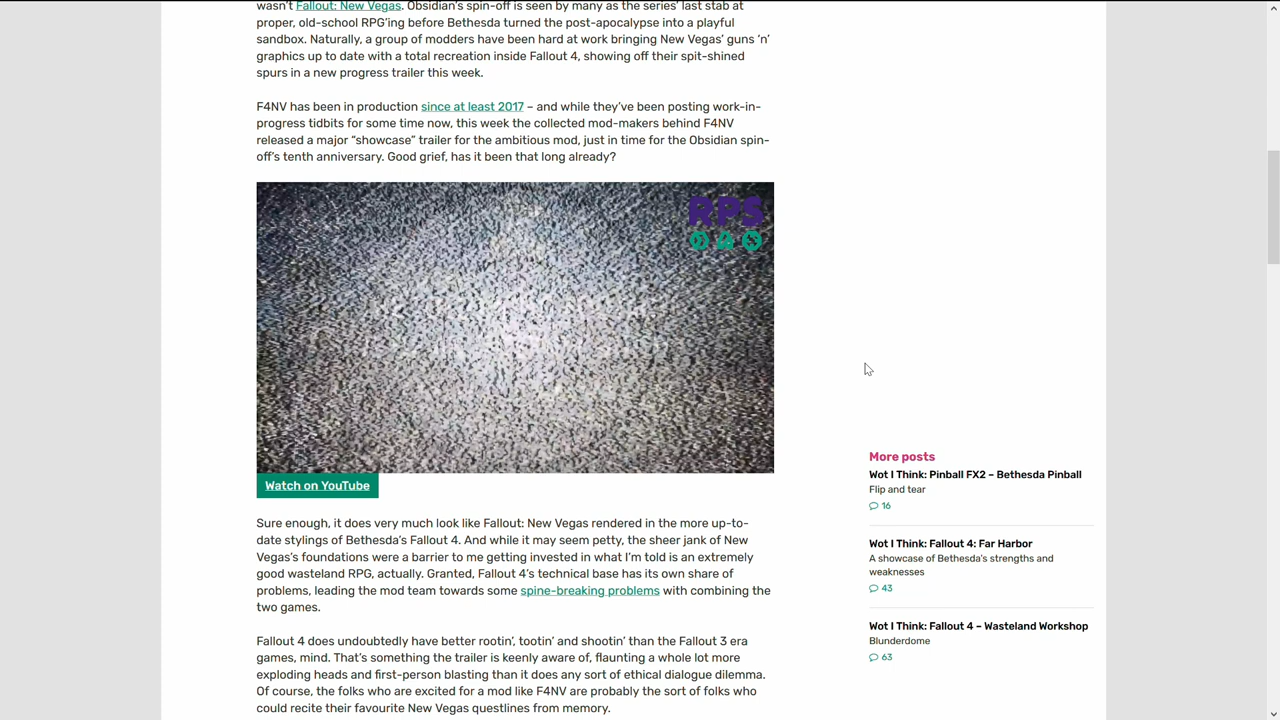 wasn't Fallout: New Vegas. Obsidian's spin-off is seen by many as the series' last stab at
proper, old-school RPG'ing before Bethesda turned the post-apocalypse into a playful
sandbox. Naturally, a group of modders have been hard at work bringing New Vegas' guns 'n'
graphics up to date with a total recreation inside Fallout 4, showing off their spit-shined
spurs in a new progress trailer this week.
F4NV has been in production since at least 2017 – and while they've been posting work-in-
progress tidbits for some time now, this week the collected mod-makers behind F4NV
released a major “showcase” trailer for the ambitious mod, just in time for the Obsidian spin-
off's tenth anniversary. Good grief, has it been that long already?
RPS
Watch on YouTube
Sure enough, it does very much look like Fallout: New Vegas rendered in the more up-to-
date stylings of Bethesda's Fallout 4. And while it may seem petty, the sheer jank of New
Vegas's foundations were a barrier to me getting invested in what I'm told is an extremely
good wasteland RPG, actually. Granted, Fallout 4's technical base has its own share of
problems, leading the mod team towards some spine-breaking problems with combining the
two games.
Fallout 4 does undoubtedly have better rootin', tootin' and shootin' than the Fallout 3 era
games, mind. That's something the trailer is keenly aware of, flaunting a whole lot more
exploding heads and first-person blasting than it does any sort of ethical dialogue dilemma.
Of course, the folks who are excited for a mod like F4NV are probably the sort of folks who
could recite their favourite New Vegas questlines from memory.
More posts
Wot I Think: Pinball FX2 – Bethesda Pinball
Flip and tear
16
Wot I Think: Fallout 4: Far Harbor
A showcase of Bethesda's strengths and
weaknesses
43
Wot I Think: Fallout 4 – Wasteland Workshop
Blunderdome
63